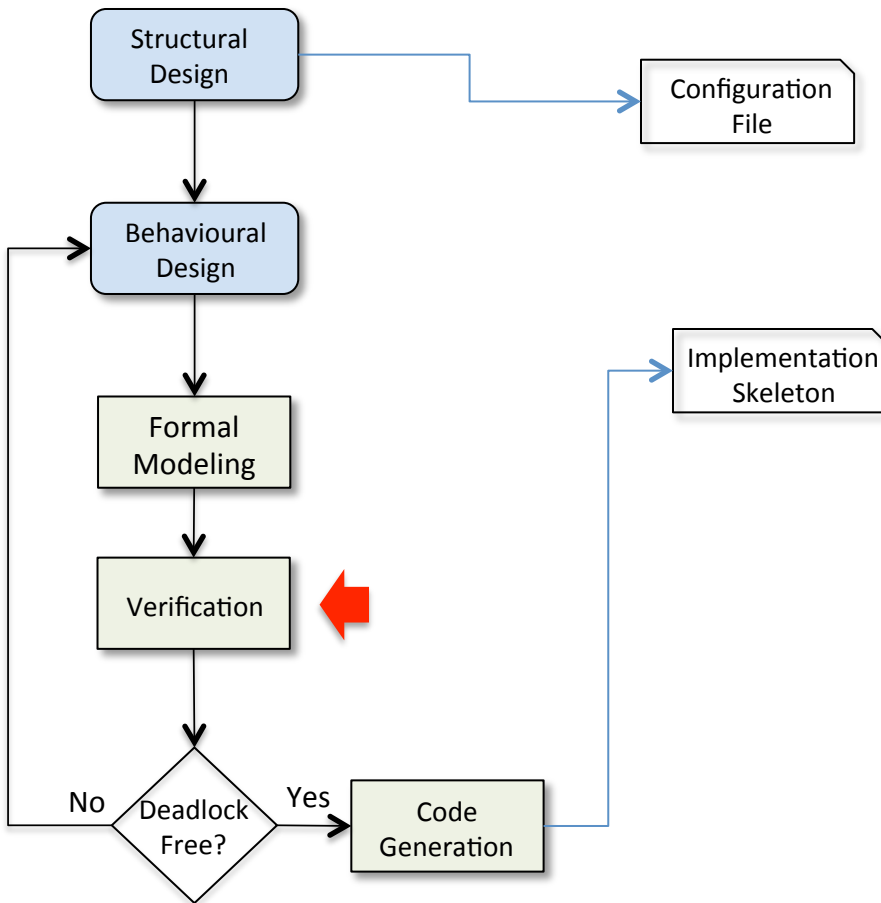 Structural
Design
Configuration
File
Behavioural
Design
Implementation
Skeleton
Formal
Modeling
Verification
No
Deadlock
Free?
Yes
Code
Generation